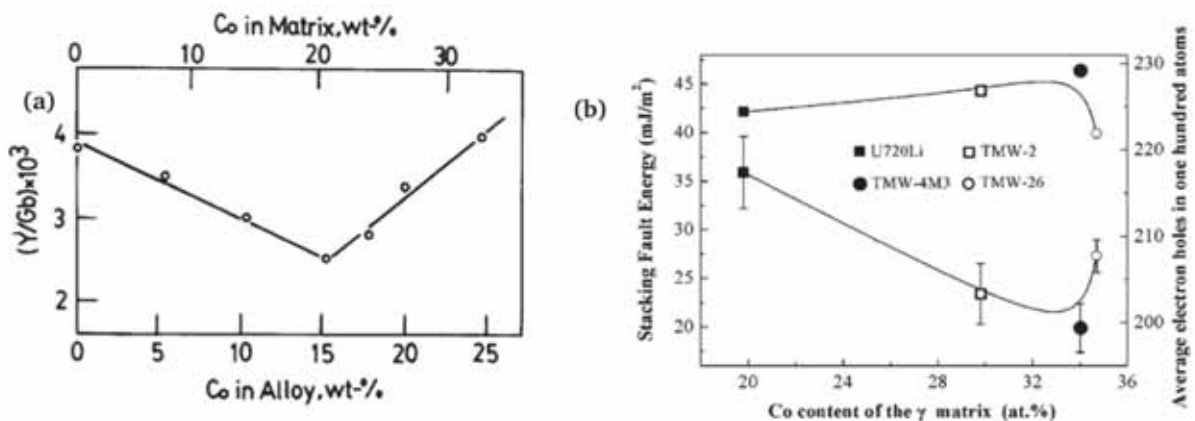 Co in Matrix,wt-%
0 10 20 30
(a)
(γ/Gb)×10³
4
3
2
0 5 10 15 20 25
Co in Alloy,wt-%
(b)
Stacking Fault Energy (mJ/m²)
45
40
35
30
25
20
U720Li TMW-2
TMW-4M3 TMW-26
230
220
210
200
Average electron holes in one hundred atoms
20 24 28 32 36
Co content of the γ matrix (at.%)